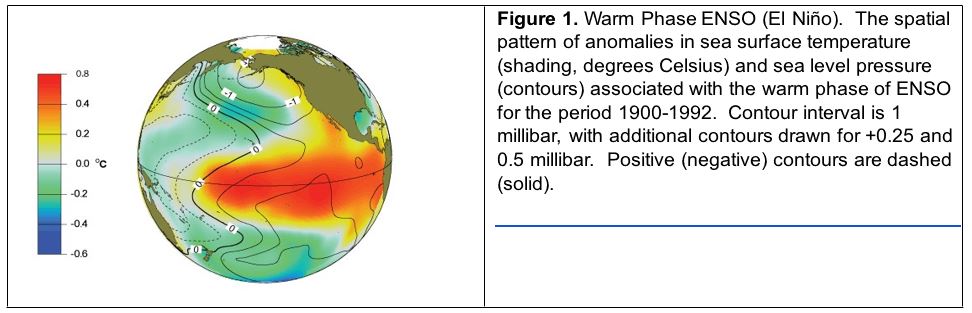 Figure 1. Warm Phase ENSO (El Niño). The spatial
pattern of anomalies in sea surface temperature
(shading, degrees Celsius) and sea level pressure
(contours) associated with the warm phase of ENSO
for the period 1900-1992. Contour interval is 1
millibar, with additional contours drawn for +0.25 and
0.5 millibar. Positive (negative) contours are dashed
(solid).
0.8
0.4
0.2
0.0 °C
-0.2
-0.4
-0.6
-1
-1
0
0
0
0
0